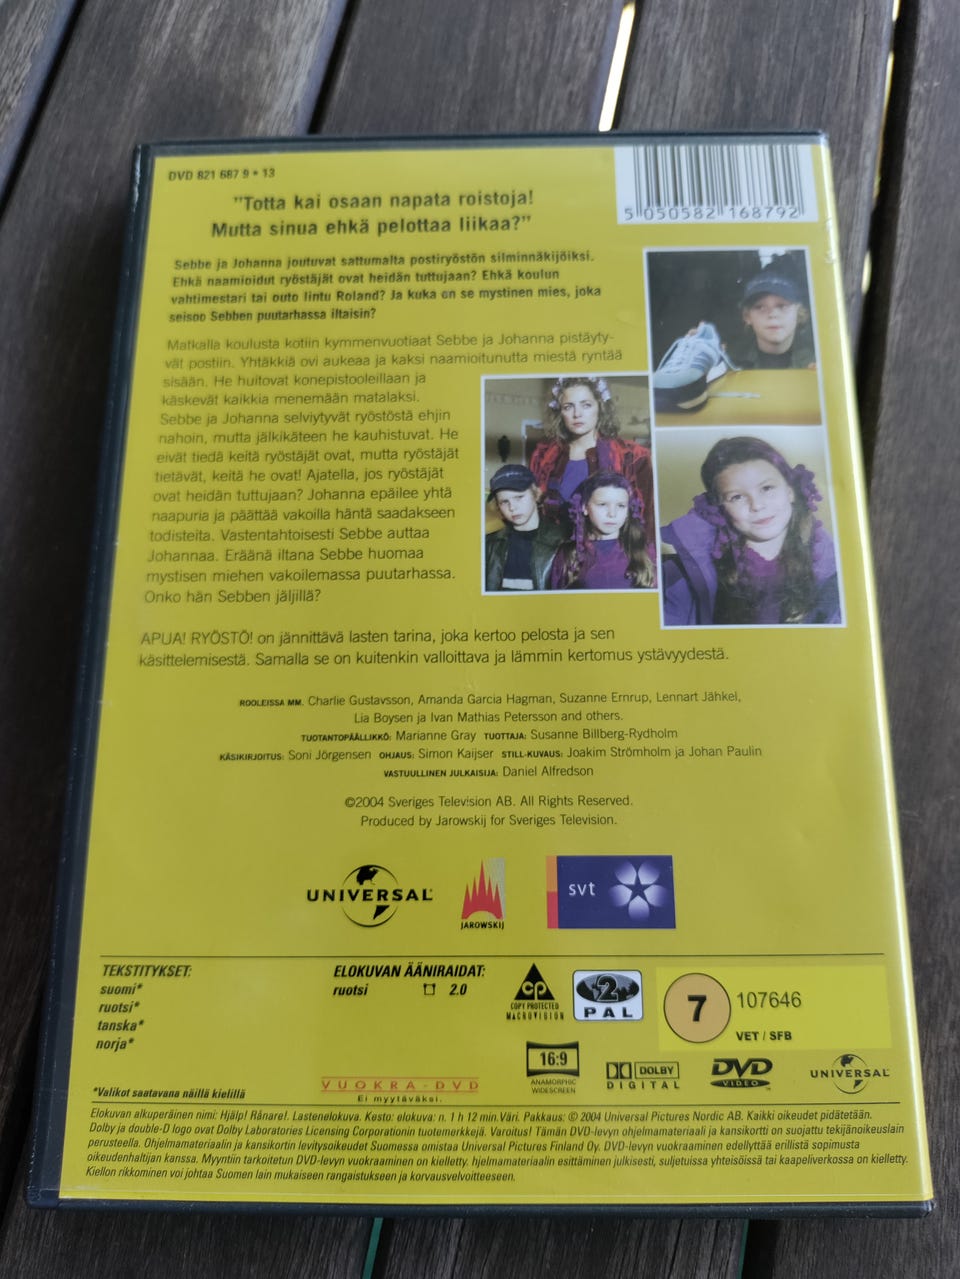 DVD 821 687 9 • 13
5 050582 168792
"Totta kai osaan napata roistoja!
Mutta sinua ehkä pelottaa liikaa?"
Sebbe ja Johanna joutuvat sattumalta postiryöstön silminnäkijöiksi.
Ehkä naamioidut ryöstäjät ovat heidän tuttujaan? Ehkä koulun
vahtimestari tai outo lintu Roland? Ja kuka on se mystinen mies, joka
seisoo Sebben puutarhassa iltaisin?
Matkalla koulusta kotiin kymmenvuotiaat Sebbe ja Johanna pistäyty-
vät postiin. Yhtäkkiä ovi aukeaa ja kaksi naamioitunutta miestä ryntää
sisään. He huitovat konepistooleillaan ja
käskevät kaikkia menemään matalaksi.
Sebbe ja Johanna selviytyvät ryöstöstä ehjin
nahoin, mutta jälkikäteen he kauhistuvat. He
eivät tiedä keitä ryöstäjät ovat, mutta ryöstäjät
tietävät, keitä he ovat! Ajatella, jos ryöstäjät
ovat heidän tuttujaan? Johanna epäilee yhtä
naapuria ja päättää vakoilla häntä saadakseen
todisteita. Vastentahtoisesti Sebbe auttaa
Johannaa. Eräänä iltana Sebbe huomaa
mystisen miehen vakoilemassa puutarhassa.
Onko hän Sebben jäljillä?
APUA! RYÖSTÖ! on jännittävä lasten tarina, joka kertoo pelosta ja sen
käsittelemisestä. Samalla se on kuitenkin valloittava ja lämmin kertomus ystävyydestä.
ROOLEISSA MM. Charlie Gustavsson, Amanda Garcia Hagman, Suzanne Ernrup, Lennart Jähkel,
Lia Boysen ja Ivan Mathias Petersson and others.
TUOTANTOPÄÄLLIKKÖ: Marianne Gray TUOTTAJA: Susanne Billberg-Rydholm
KÄSIKIRJOITUS: Soni Jörgensen OHJAUS: Simon Kaijser STILL-KUVAUS: Joakim Strömholm ja Johan Paulin
VASTUULLINEN JULKAISIJA: Daniel Alfredson
©2004 Sveriges Television AB. All Rights Reserved.
Produced by Jarowskij for Sveriges Television.
UNIVERSAL
JAROWSKIJ
svt
TEKSTITYKSET:
suomi*
ruotsi*
tanska*
norja*
*Valikot saatavana näillä kielillä
ELOKUVAN ÄÄNIRAIDAT:
ruotsi 2.0
VUOKRA-DVD
Ei myytäväksi.
CP
COPY PROTECTED
MACROVISION
2
PAL
7
107646
VET / SFB
16:9
ANAMORPHIC
WIDESCREEN
DOLBY
DIGITAL
DVD
VIDEO
UNIVERSAL
Elokuvan alkuperäinen nimi: Hjälp! Rånare!. Lastenelokuva. Kesto: elokuva: n. 1 h 12 min.Väri. Pakkaus: © 2004 Universal Pictures Nordic AB. Kaikki oikeudet pidätetään.
Dolby ja double-D logo ovat Dolby Laboratories Licensing Corporationin tuotemerkkejä. Varoitus! Tämän DVD-levyn ohjelmamateriaali ja kansikortti on suojattu tekijänoikeuslain
perusteella. Ohjelmamateriaalin ja kansikortin levitysoikeudet Suomessa omistaa Universal Pictures Finland Oy. DVD-levyn vuokraaminen edellyttää erillistä sopimusta
oikeudenhaltijan kanssa. Myyntiin tarkoitetun DVD-levyn vuokraaminen on kielletty. hjelmamateriaalin esittäminen julkisesti, suljetuissa yhteisöissä tai kaapeliverkossa on kielletty.
Kiellon rikkominen voi johtaa Suomen lain mukaiseen rangaistukseen ja korvausvelvoitteeseen.